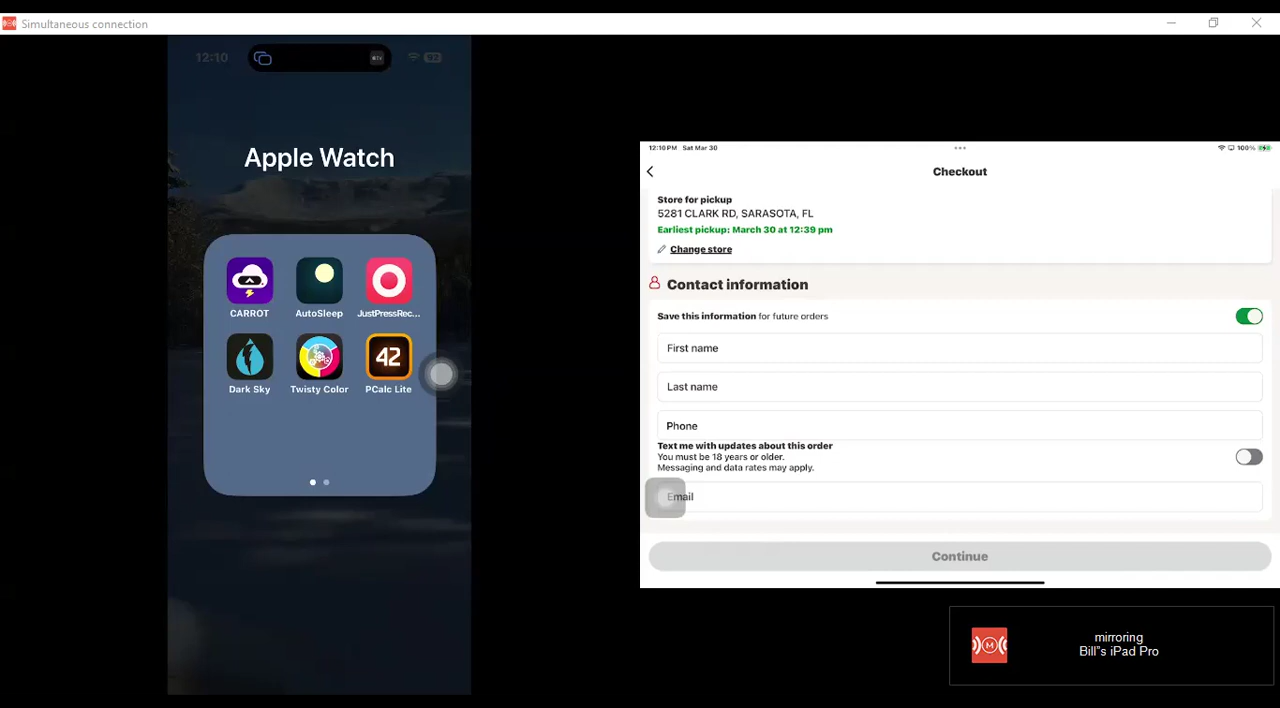 Simultaneous connection
12:10
92
Apple Watch
CARROT
AutoSleep
JustPressRec...
42
Dark Sky
Twisty Color
PCalc Lite
12:10 PM Sat Mar 30
100%
Checkout
Store for pickup
5281 CLARK RD, SARASOTA, FL
Earliest pickup: March 30 at 12:39 pm
Change store
Contact information
Save this information for future orders
First name
Last name
Phone
Text me with updates about this order
You must be 18 years or older.
Messaging and data rates may apply.
Email
Continue
M
mirroring
Bill"s iPad Pro